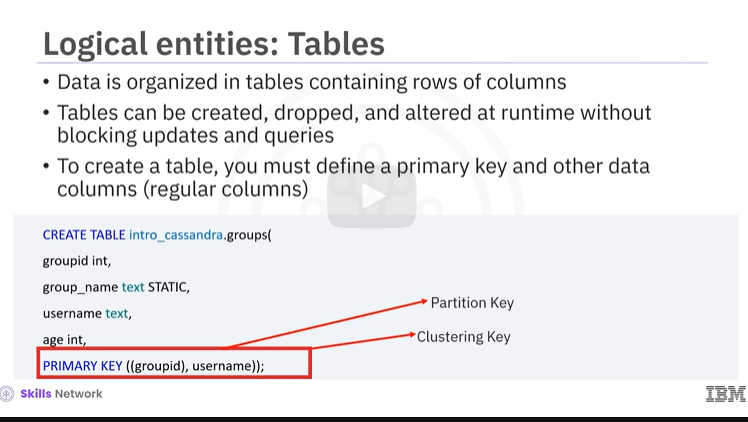 Logical entities: Tables
• Data is organized in tables containing rows of columns
• Tables can be created, dropped, and altered at runtime without
blocking updates and queries
• To create a table, you must define a primary key and other data
columns (regular columns)
CREATE TABLE intro_cassandra.groups(
groupid int,
group_name text STATIC,
username text,
age int,
PRIMARY KEY ((groupid), username));
Partition Key
Clustering Key
Skills Network
IBM